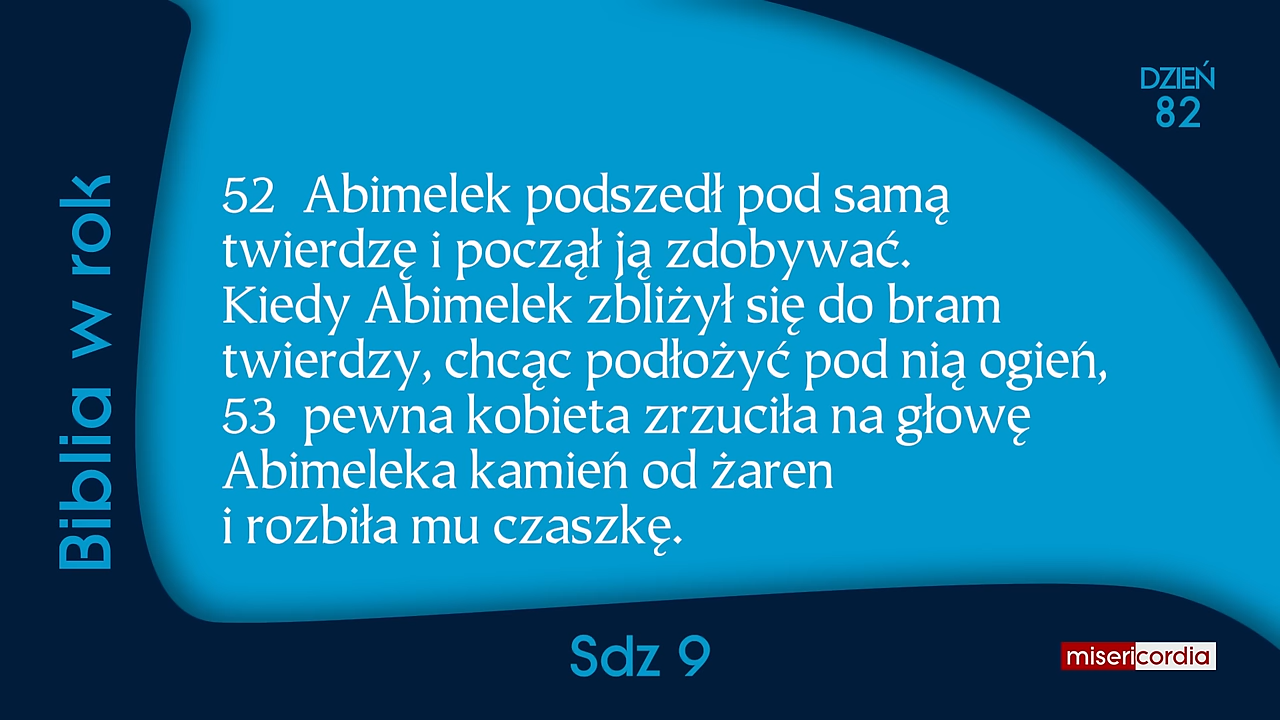 DZIEŃ
82
Biblia w rok
52 Abimelek podszedł pod samą
twierdzę i począł ją zdobywać.
Kiedy Abimelek zbliżył się do bram
twierdzy, chcąc podłożyć pod nią ogień,
53 pewna kobieta zrzuciła na głowę
Abimeleka kamień od żaren
i rozbiła mu czaszkę.
Sdz 9
misericordia